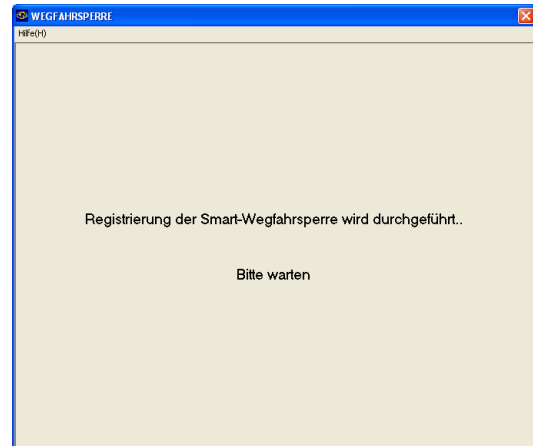 WEGFAHRSPERRE
Hilfe(H)
Registrierung der Smart-Wegfahrsperre wird durchgeführt..
Bitte warten